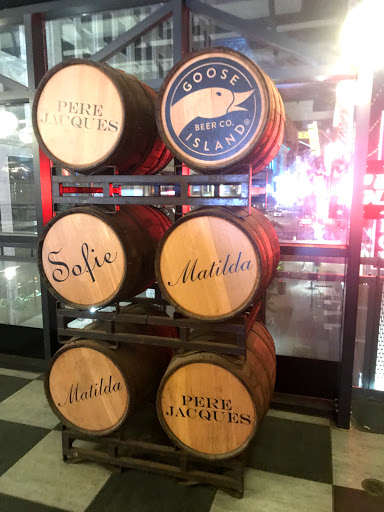 PERE
JACQUES
GOOSE
BEER CO.
ISLAND
Sofie
Matilda
Matilda
PERE
JACQUES